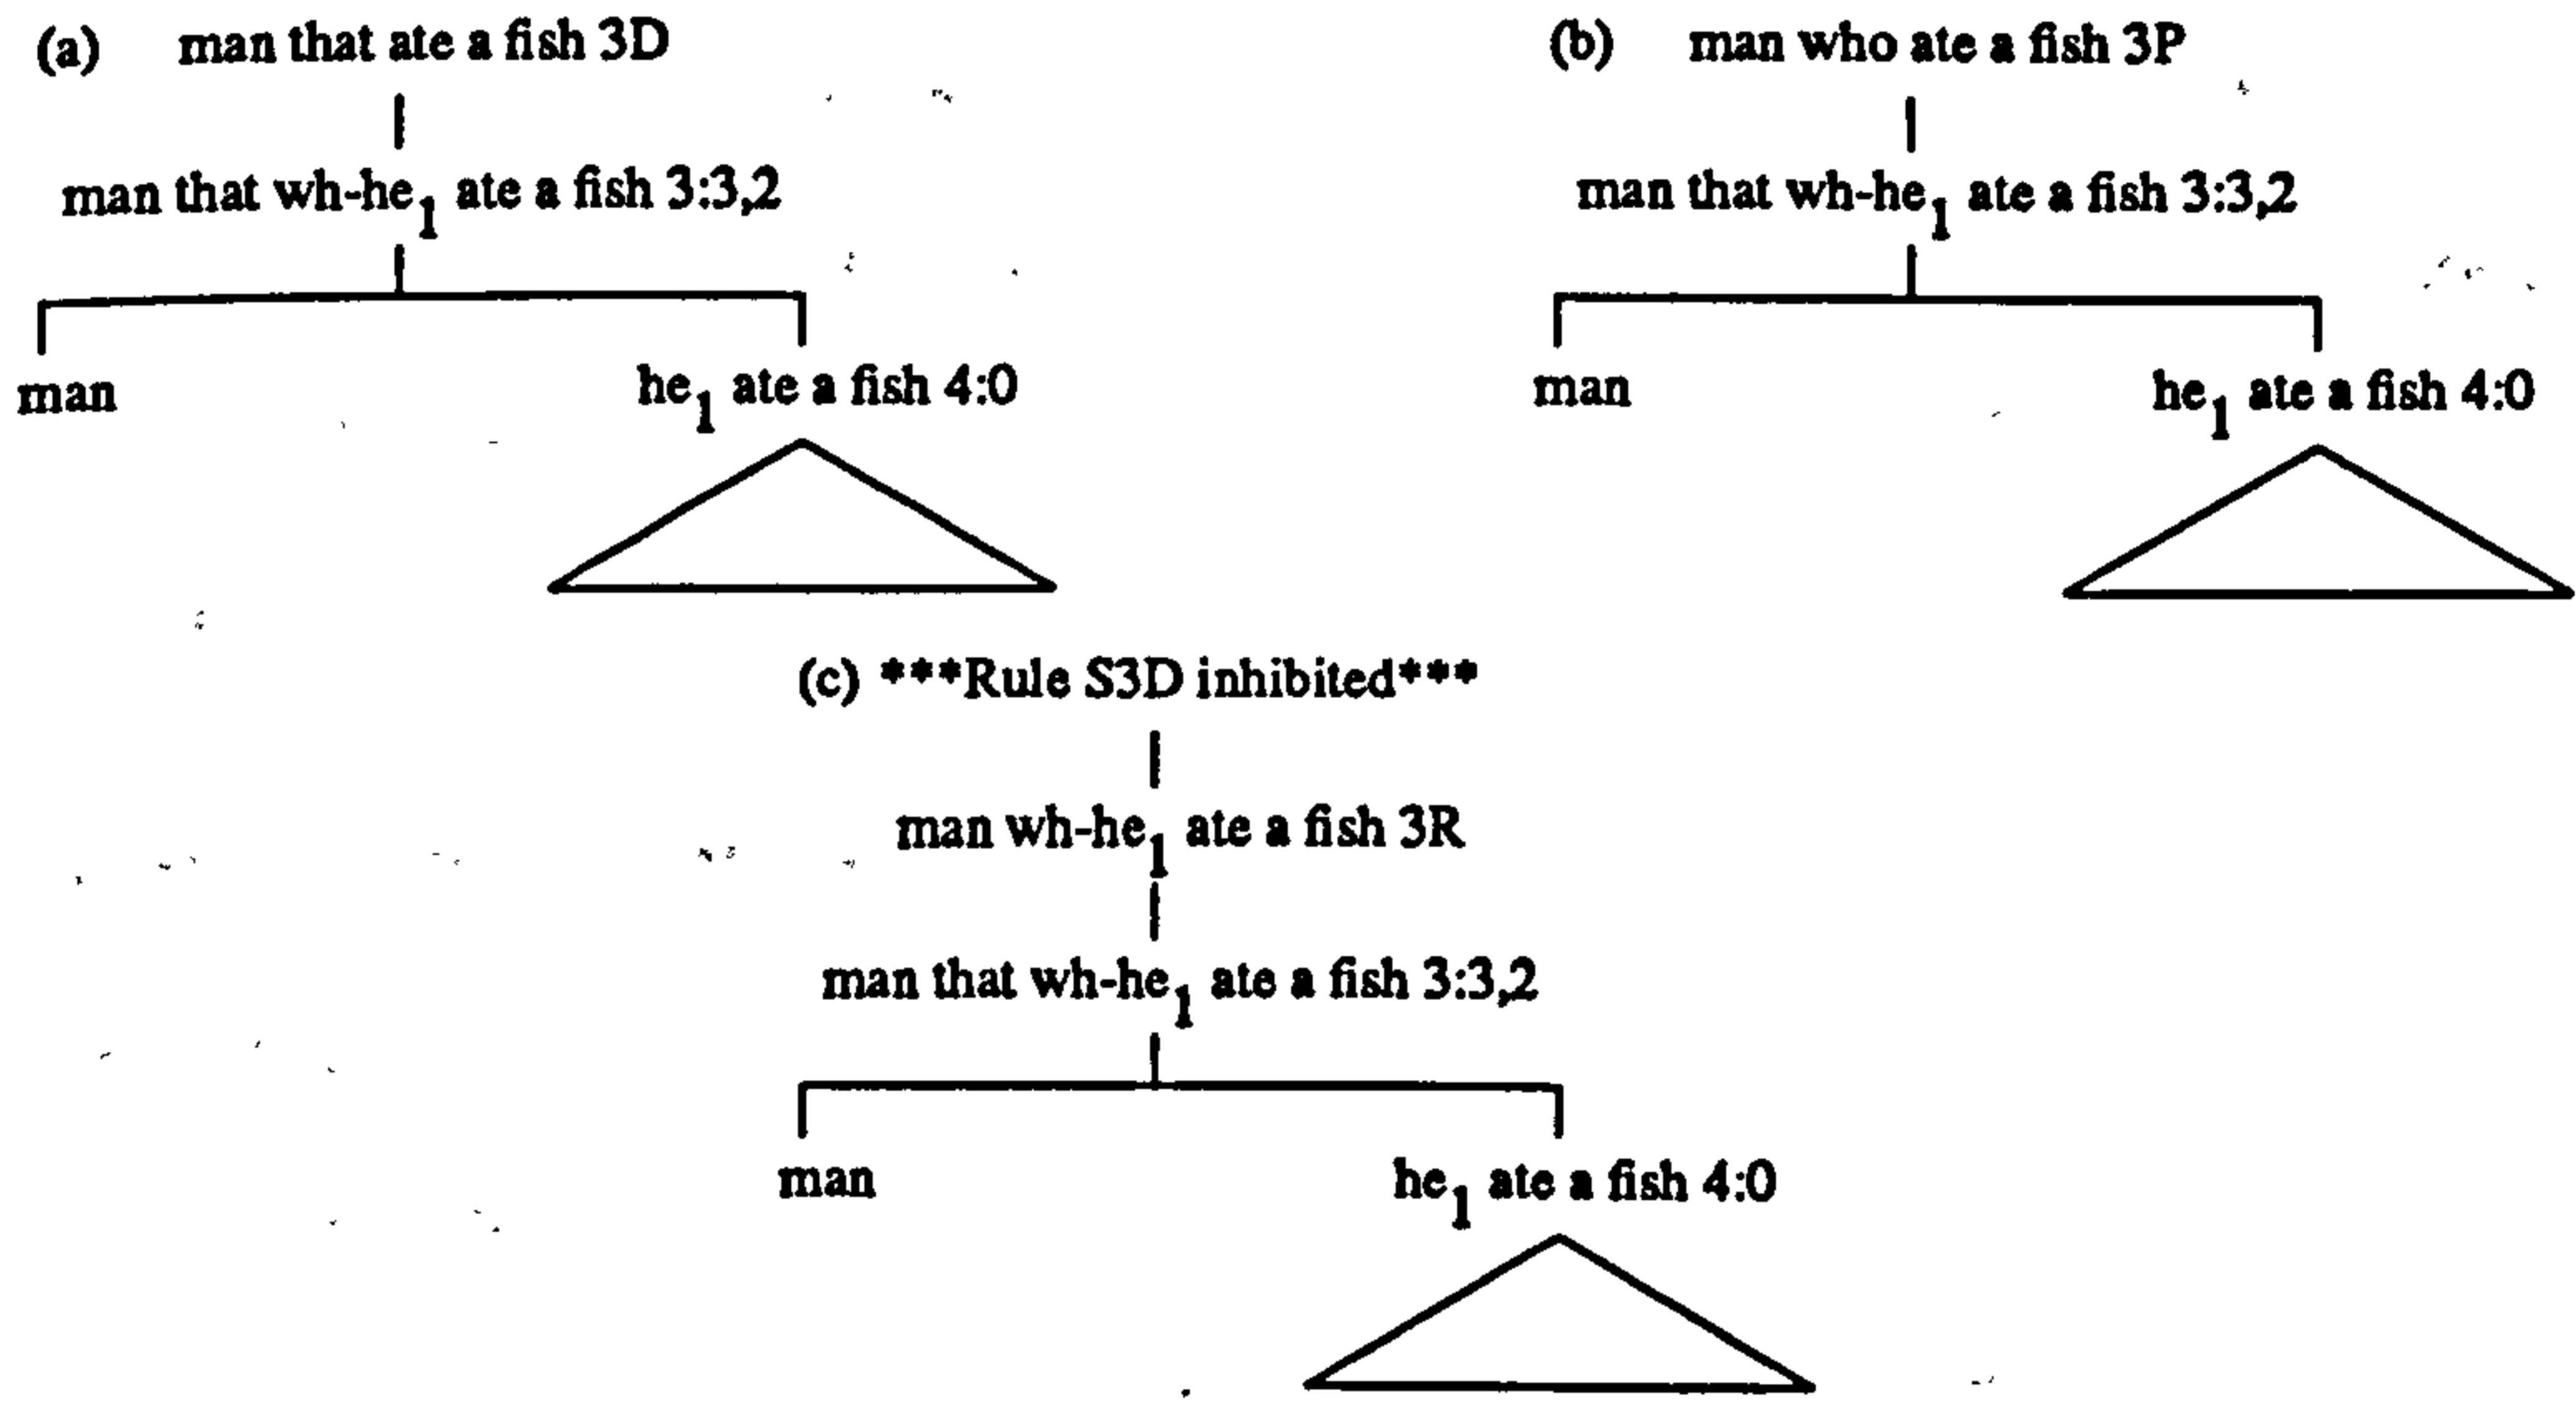 (a) man that ate a fish 3D
man that wh-he₁ ate a fish 3:3,2
man
he₁ ate a fish 4:0
(b) man who ate a fish 3P
man that wh-he₁ ate a fish 3:3,2
man
he₁ ate a fish 4:0
(c) ***Rule S3D inhibited***
man wh-he₁ ate a fish 3R
man that wh-he₁ ate a fish 3:3,2
man
he₁ ate a fish 4:0